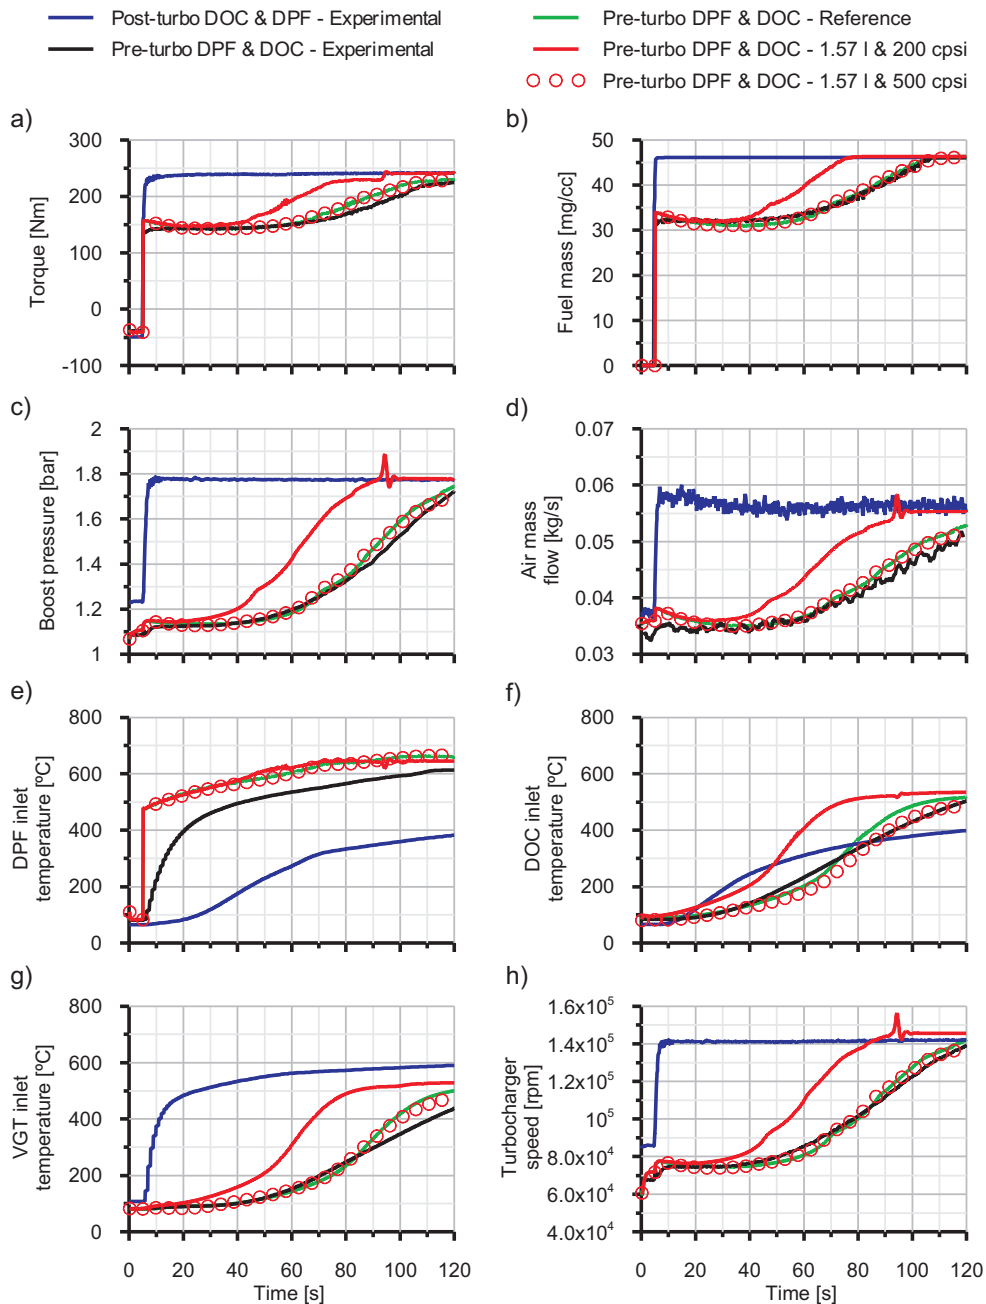 Post-turbo DOC & DPF - Experimental
Pre-turbo DPF & DOC - Experimental
Pre-turbo DPF & DOC - Reference
Pre-turbo DPF & DOC - 1.57 l & 200 cpsi
Pre-turbo DPF & DOC - 1.57 l & 500 cpsi
a)
300
200
100
0
-100
Torque [Nm]
b)
50
40
30
20
10
0
Fuel mass [mg/cc]
c)
2
1.8
1.6
1.4
1.2
1
Boost pressure [bar]
d)
0.07
0.06
0.05
0.04
0.03
Air mass
flow [kg/s]
e)
800
600
400
200
0
DPF inlet
temperature [ºC]
f)
800
600
400
200
0
DOC inlet
temperature [ºC]
g)
800
600
400
200
0
VGT inlet
temperature [ºC]
0 20 40 60 80 100 120
Time [s]
h)
1.6x10⁵
1.4x10⁵
1.2x10⁵
10⁵
8.0x10⁴
6.0x10⁴
4.0x10⁴
Turbocharger
speed [rpm]
0 20 40 60 80 100 120
Time [s]